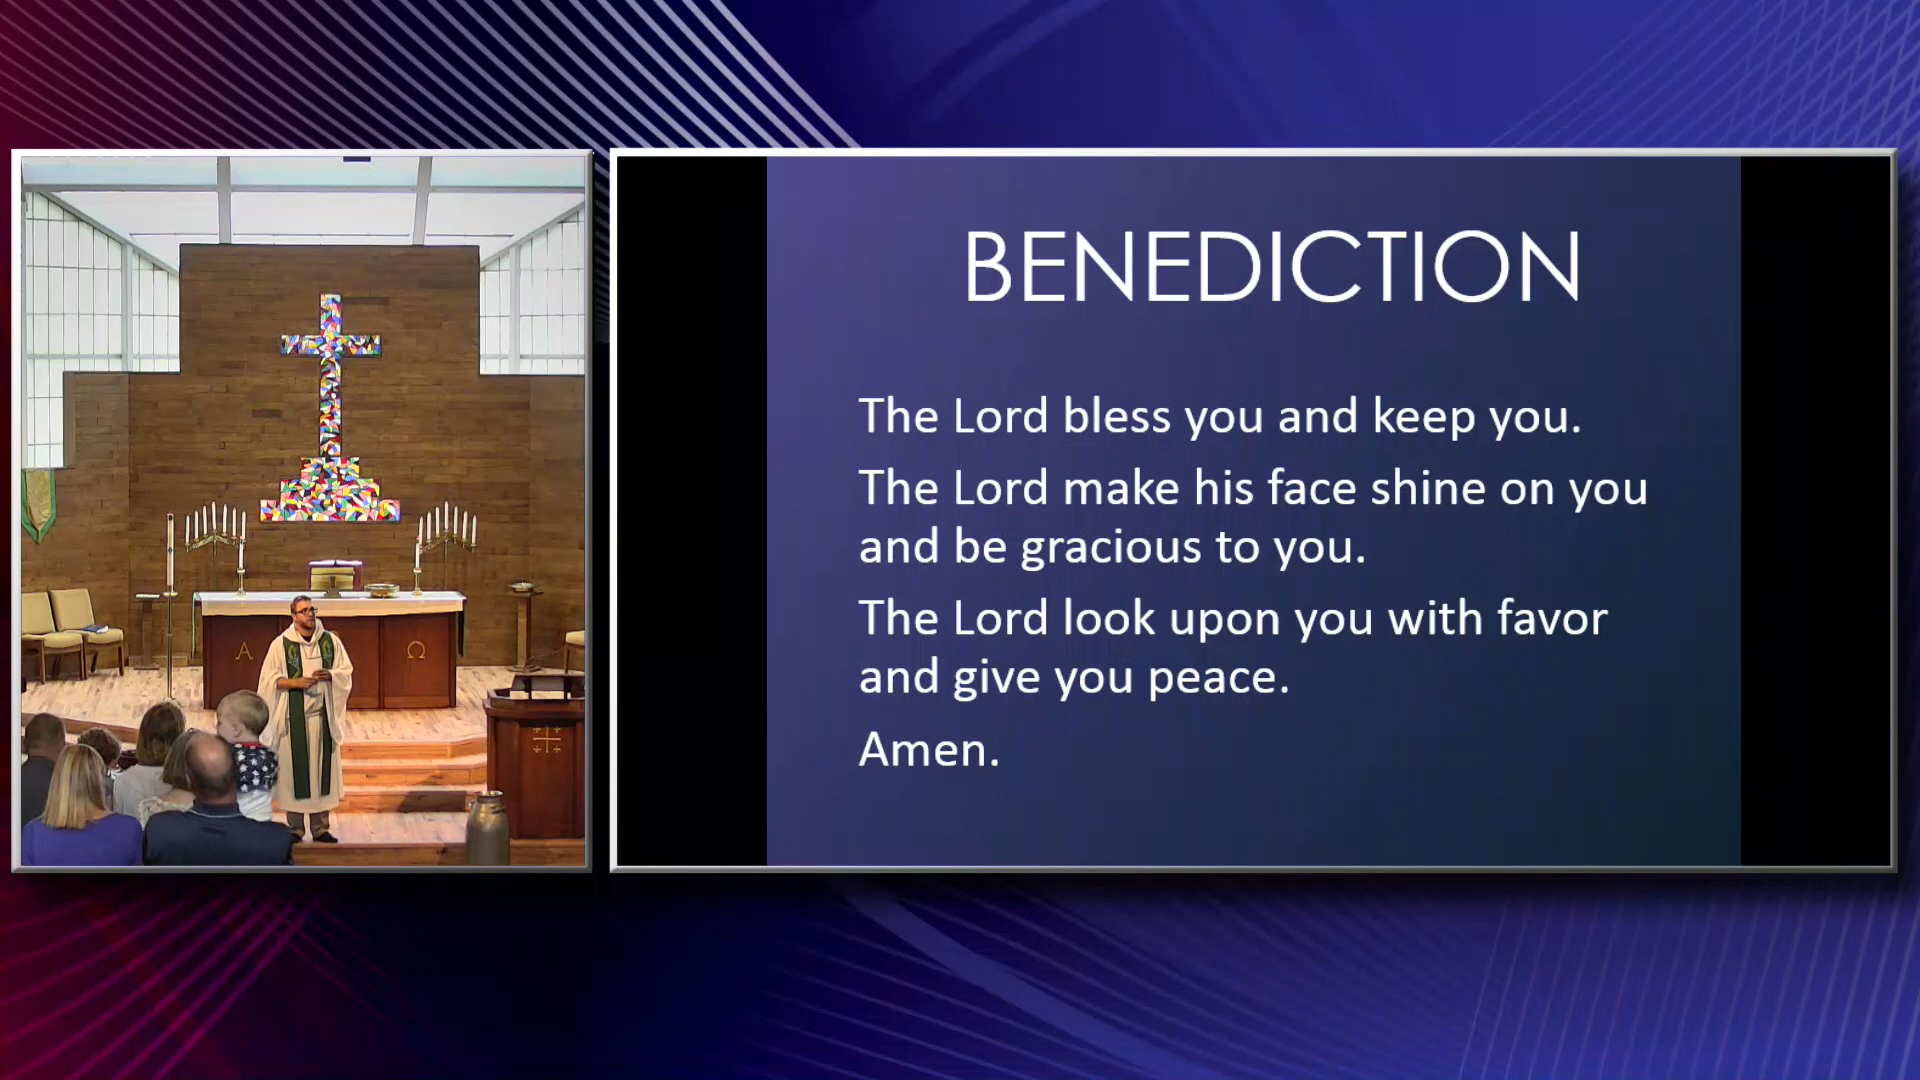 BENEDICTION
The Lord bless you and keep you.
The Lord make his face shine on you
and be gracious to you.
The Lord look upon you with favor
and give you peace.
Amen.
Α Ω